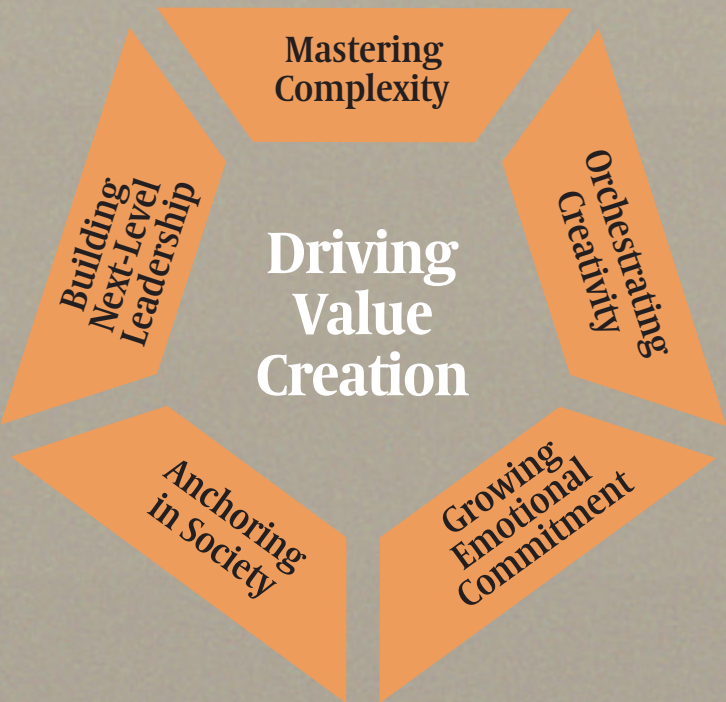 Mastering
Complexity
Orchestrating
Creativity
Growing
Emotional
Commitment
Anchoring
in Society
Building
Next-Level
Leadership
Driving
Value
Creation